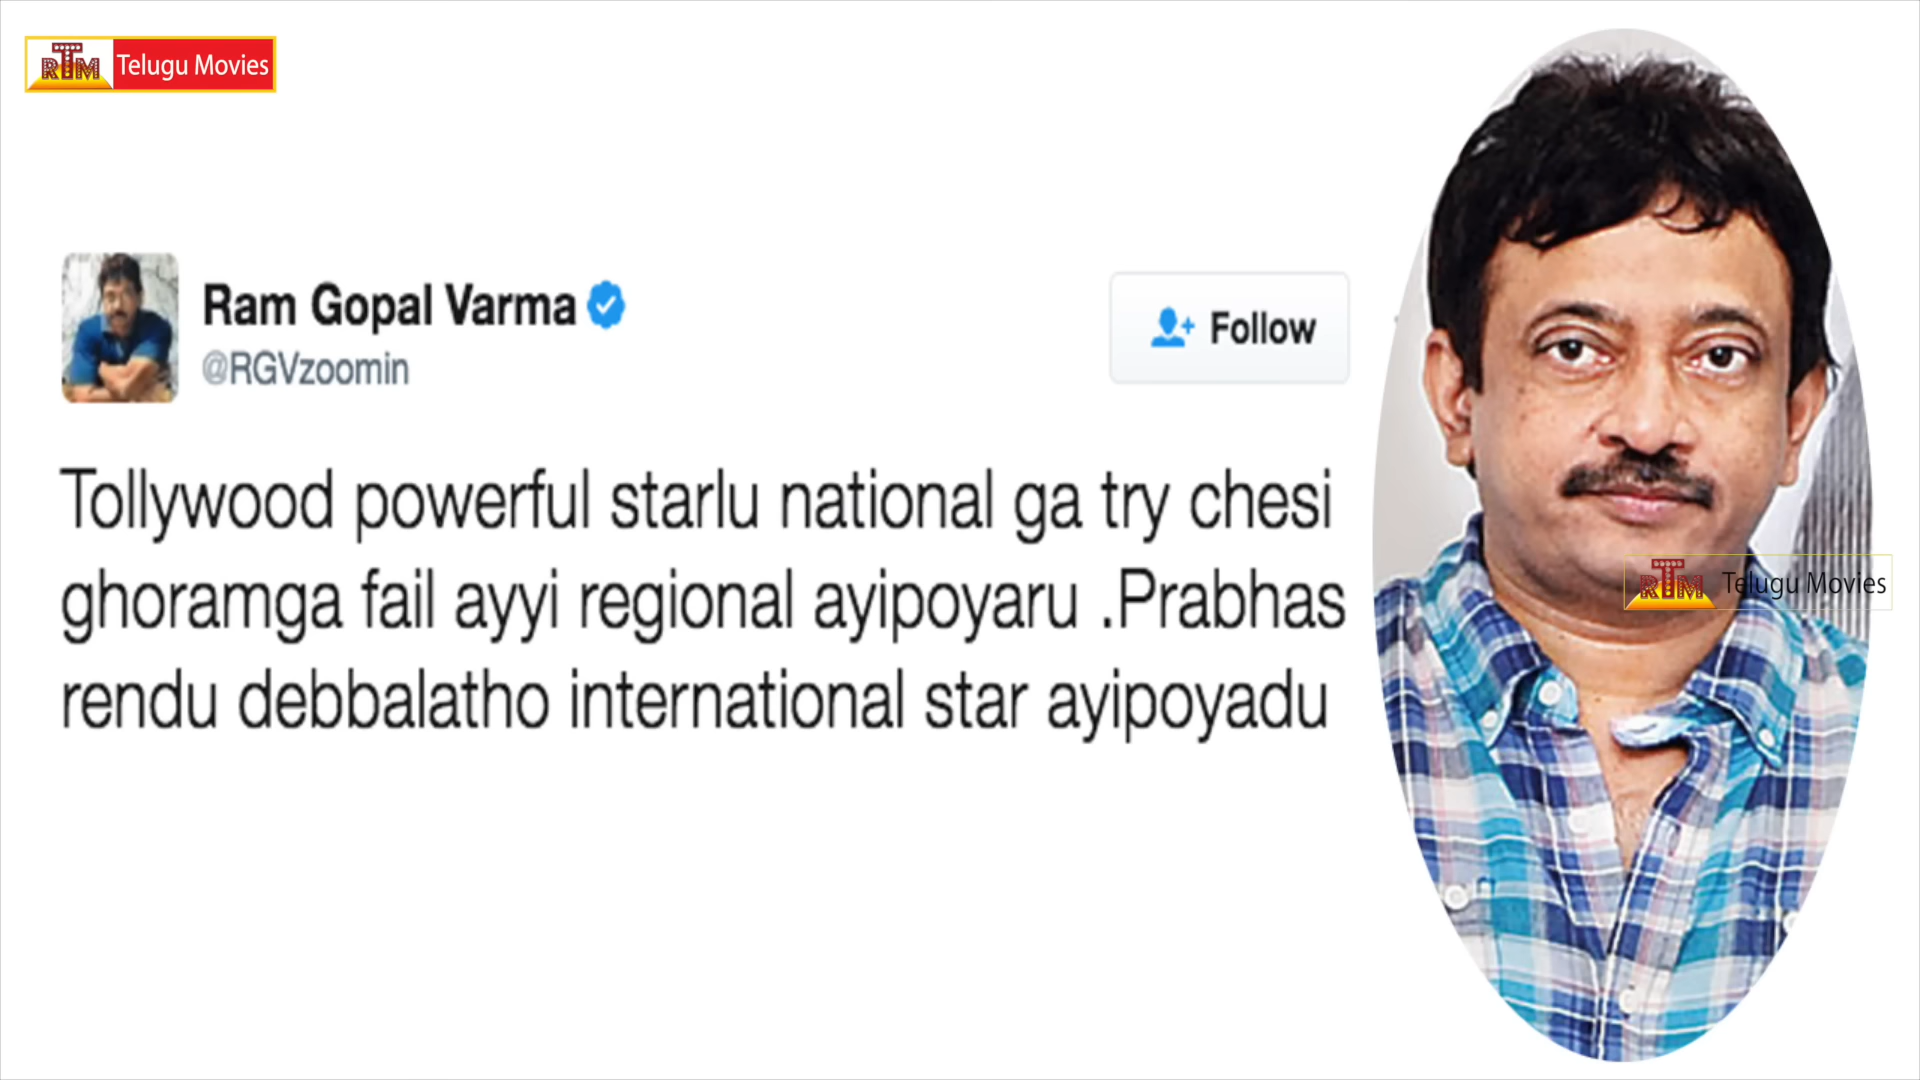 RTM Telugu Movies
Ram Gopal Varma
@RGVzoomin
Follow
Tollywood powerful starlu national ga try chesi
ghoramga fail ayyi regional ayipoyaru .Prabhas
rendu debbalatho international star ayipoyadu
RTM Telugu Movies